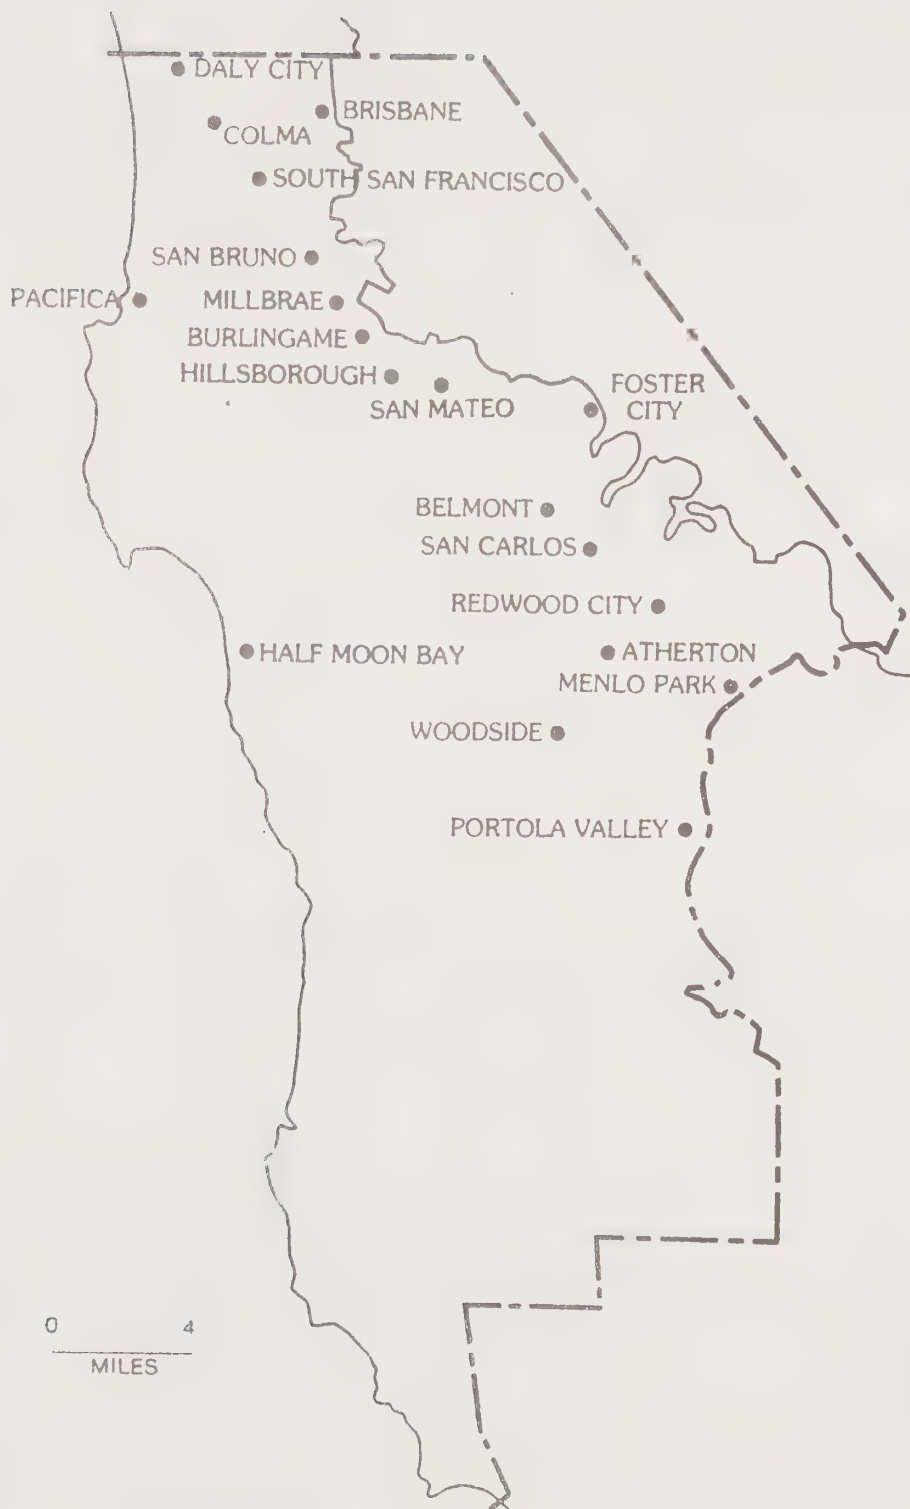 DALY CITY
BRISBANE
COLMA
SOUTH SAN FRANCISCO
SAN BRUNO
PACIFICA
MILLBRAE
BURLINGAME
HILLSBOROUGH
SAN MATEO
FOSTER
CITY
BELMONT
SAN CARLOS
REDWOOD CITY
HALF MOON BAY
ATHERTON
MENLO PARK
WOODSIDE
PORTOLA VALLEY
0 4
MILES